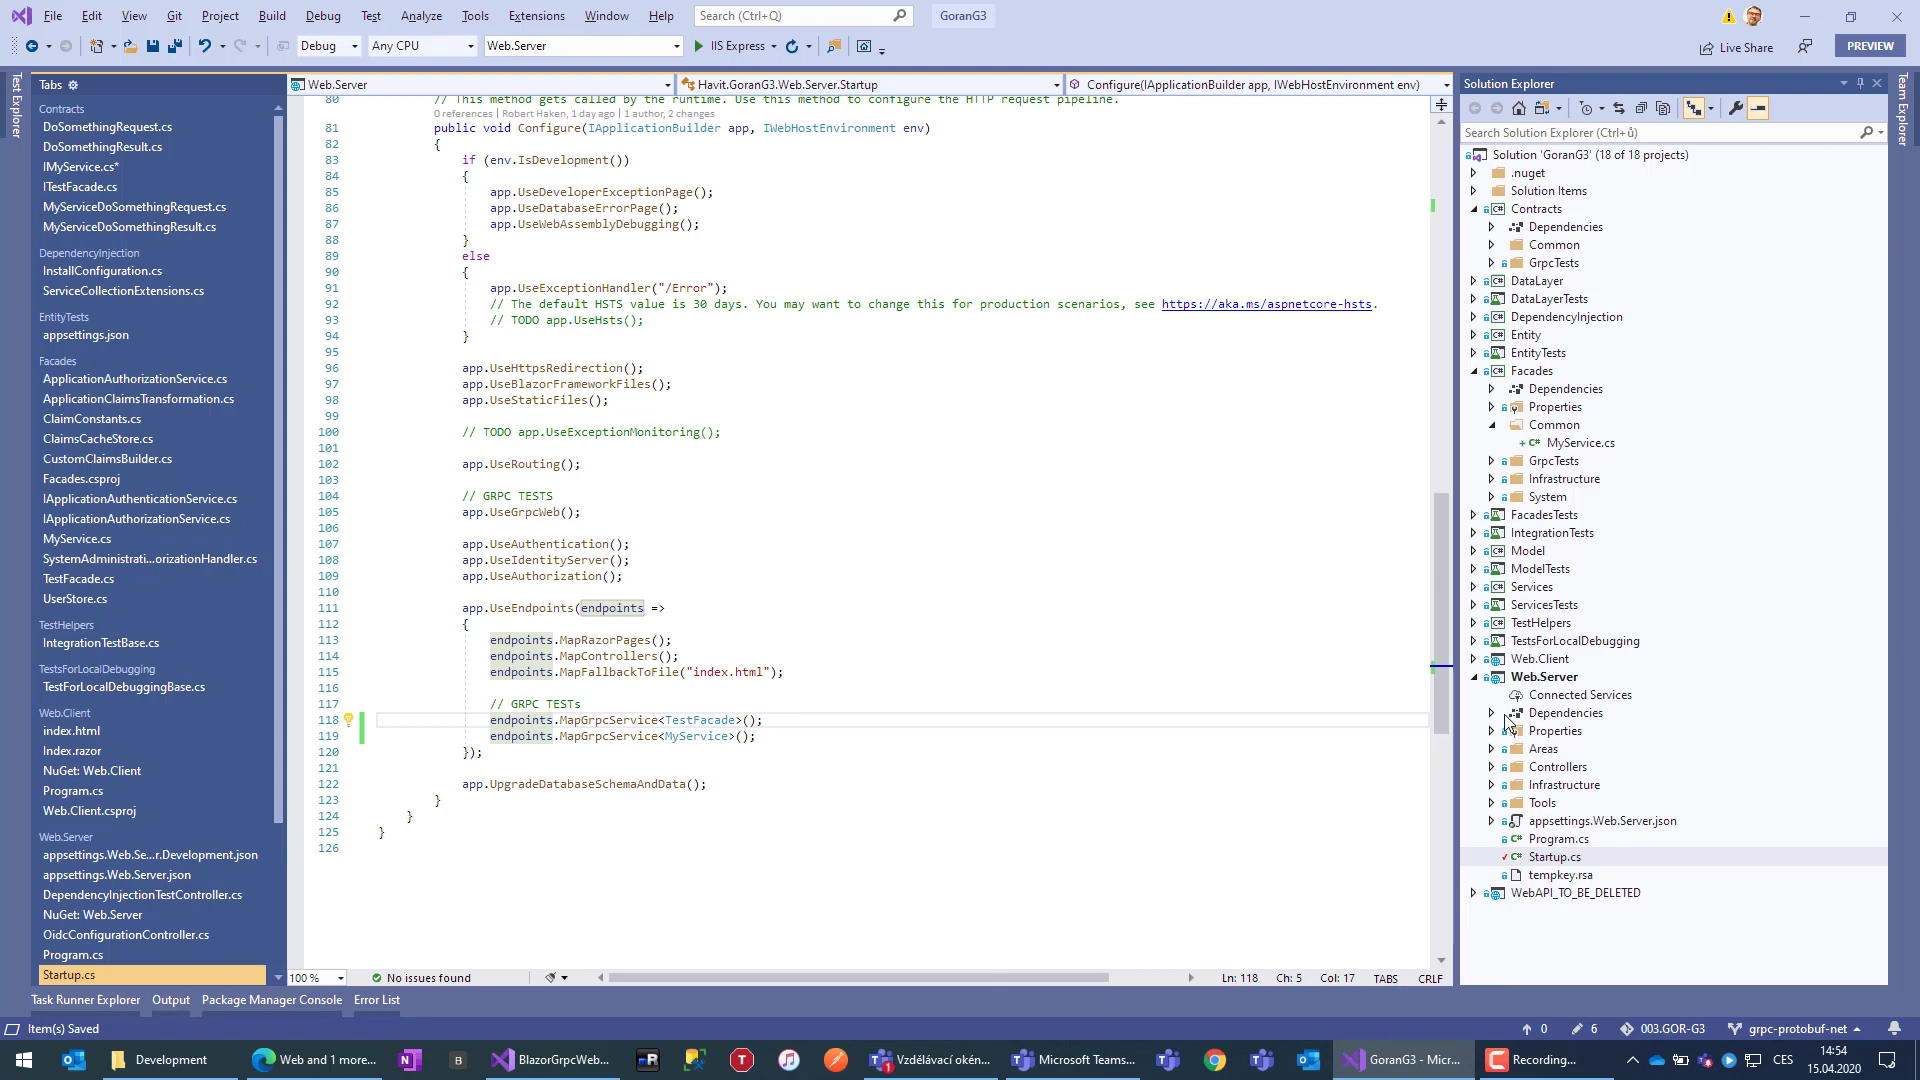 File Edit View Git Project Build Debug Test Analyze Tools Extensions Window Help Search (Ctrl+Q) GoranG3
Debug Any CPU Web.Server IIS Express Live Share PREVIEW
Test Explorer
Tabs
Contracts
DoSomethingRequest.cs
DoSomethingResult.cs
IMyService.cs*
ITestFacade.cs
MyServiceDoSomethingRequest.cs
MyServiceDoSomethingResult.cs
DependencyInjection
InstallConfiguration.cs
ServiceCollectionExtensions.cs
EntityTests
appsettings.json
Facades
ApplicationAuthorizationService.cs
ApplicationClaimsTransformation.cs
ClaimConstants.cs
ClaimsCacheStore.cs
CustomClaimsBuilder.cs
Facades.csproj
IApplicationAuthenticationService.cs
IApplicationAuthorizationService.cs
MyService.cs
SystemAdministrati...orizationHandler.cs
TestFacade.cs
UserStore.cs
TestHelpers
IntegrationTestBase.cs
TestsForLocalDebugging
TestForLocalDebuggingBase.cs
Web.Client
index.html
Index.razor
NuGet: Web.Client
Program.cs
Web.Client.csproj
Web.Server
appsettings.Web.Se...r.Development.json
appsettings.Web.Server.json
DependencyInjectionTestController.cs
NuGet: Web.Server
OidcConfigurationController.cs
Program.cs
Startup.cs
Web.Server Havit.GoranG3.Web.Server.Startup Configure(IApplicationBuilder app, IWebHostEnvironment env)
80 // This method gets called by the runtime. Use this method to configure the HTTP request pipeline.
0 references | Robert Haken, 1 day ago | 1 author, 2 changes
81 public void Configure(IApplicationBuilder app, IWebHostEnvironment env)
82 {
83 if (env.IsDevelopment())
84 {
85 app.UseDeveloperExceptionPage();
86 app.UseDatabaseErrorPage();
87 app.UseWebAssemblyDebugging();
88 }
89 else
90 {
91 app.UseExceptionHandler("/Error");
92 // The default HSTS value is 30 days. You may want to change this for production scenarios, see https://aka.ms/aspnetcore-hsts.
93 // TODO app.UseHsts();
94 }
95
96 app.UseHttpsRedirection();
97 app.UseBlazorFrameworkFiles();
98 app.UseStaticFiles();
99
100 // TODO app.UseExceptionMonitoring();
101
102 app.UseRouting();
103
104 // GRPC TESTS
105 app.UseGrpcWeb();
106
107 app.UseAuthentication();
108 app.UseIdentityServer();
109 app.UseAuthorization();
110
111 app.UseEndpoints(endpoints =>
112 {
113 endpoints.MapRazorPages();
114 endpoints.MapControllers();
115 endpoints.MapFallbackToFile("index.html");
116
117 // GRPC TESTs
118 endpoints.MapGrpcService<TestFacade>();
119 endpoints.MapGrpcService<MyService>();
120 });
121
122 app.UpgradeDatabaseSchemaAndData();
123 }
124 }
125 }
126
100 % No issues found Ln: 118 Ch: 5 Col: 17 TABS CRLF
Solution Explorer
Search Solution Explorer (Ctrl+ů)
Solution 'GoranG3' (18 of 18 projects)
.nuget
Solution Items
Contracts
Dependencies
Common
GrpcTests
DataLayer
DataLayerTests
DependencyInjection
Entity
EntityTests
Facades
Dependencies
Properties
Common
MyService.cs
GrpcTests
Infrastructure
System
FacadesTests
IntegrationTests
Model
ModelTests
Services
ServicesTests
TestHelpers
TestsForLocalDebugging
Web.Client
Web.Server
Connected Services
Dependencies
Properties
Areas
Controllers
Infrastructure
Tools
appsettings.Web.Server.json
Program.cs
Startup.cs
tempkey.rsa
WebAPI_TO_BE_DELETED
Team Explorer
Task Runner Explorer Output Package Manager Console Error List
Item(s) Saved 0 6 003.GOR-G3 grpc-protobuf-net
Development Web and 1 more... BlazorGrpcWeb... Vzdělávací okén... Microsoft Teams... GoranG3 - Micr... Recording... CES 14:54
15.04.2020